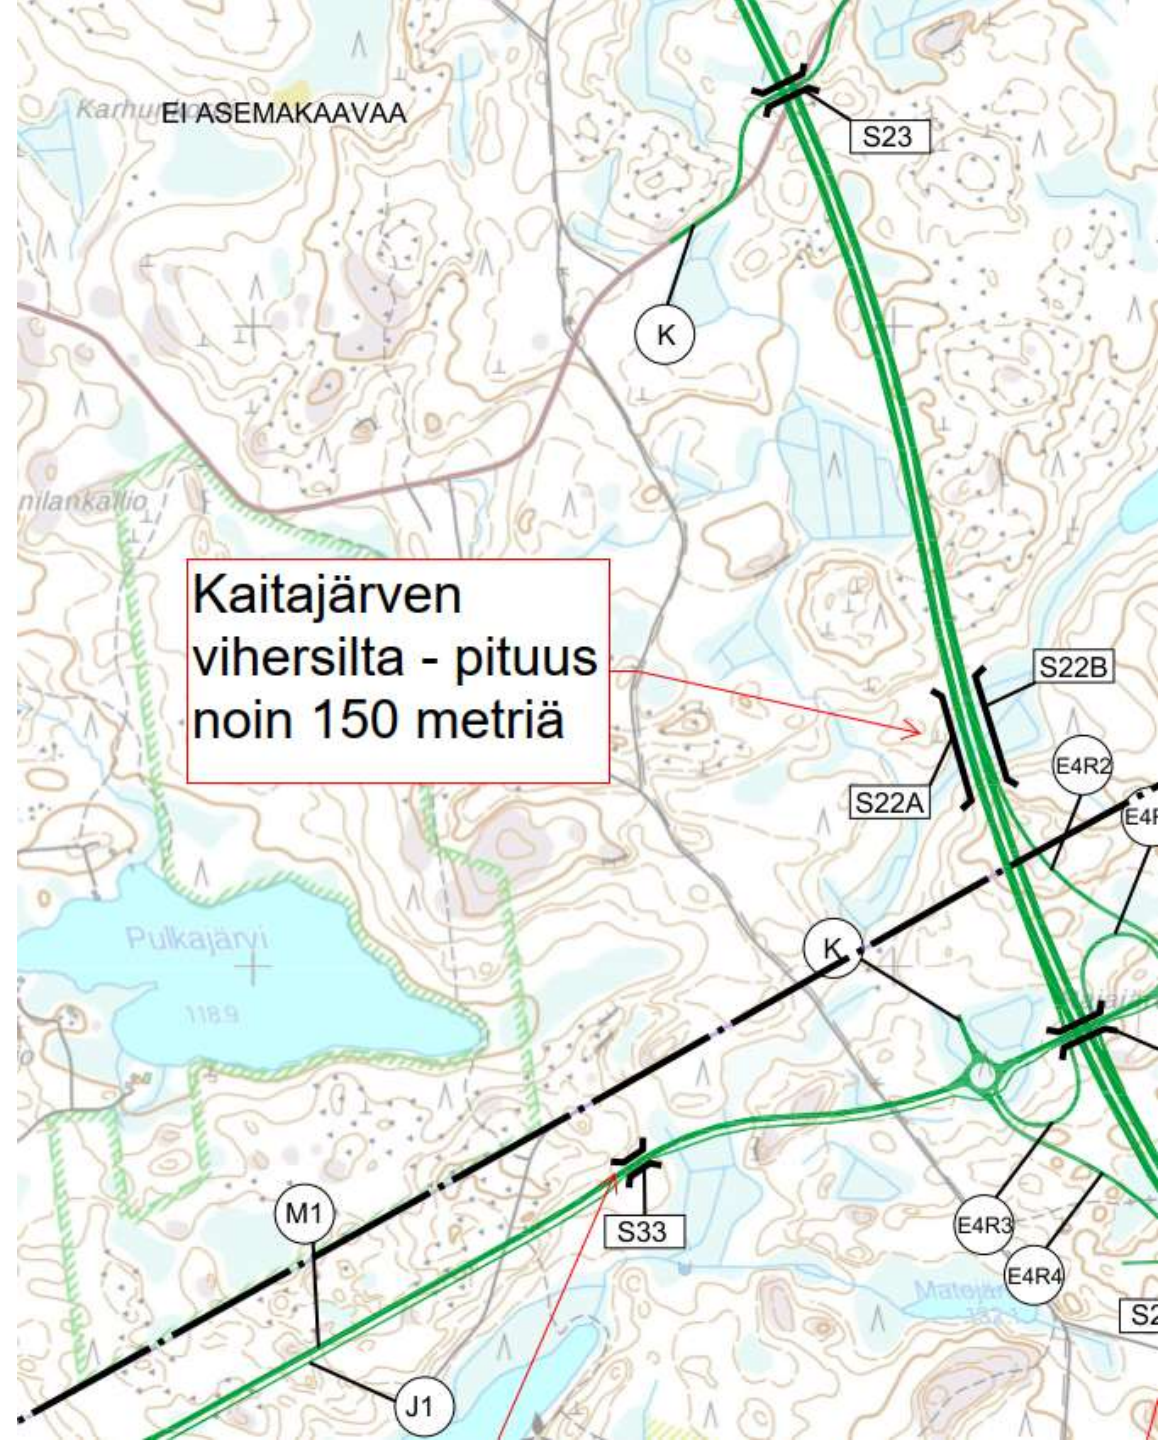 EI ASEMAKAAVAA
S23
K
nilankallio
Kaitajärven
vihersilta - pituus
noin 150 metriä
S22B
S22A
E4R2
K
Pulkajärvi
118.9
M1
S33
E4R3
E4R4
J1